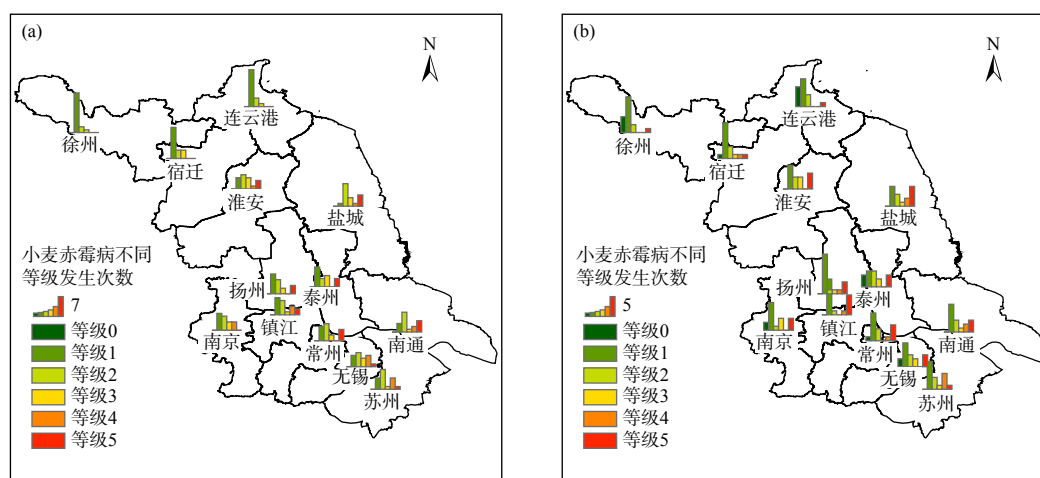 (a)
N
连云港
徐州
宿迁
淮安
盐城
小麦赤霉病不同
等级发生次数
7
等级0
等级1
等级2
等级3
等级4
等级5
扬州
泰州
镇江
南京
常州
南通
无锡
苏州
(b)
N
连云港
徐州
宿迁
淮安
盐城
小麦赤霉病不同
等级发生次数
5
等级0
等级1
等级2
等级3
等级4
等级5
扬州
泰州
镇江
南京
常州
南通
无锡
苏州